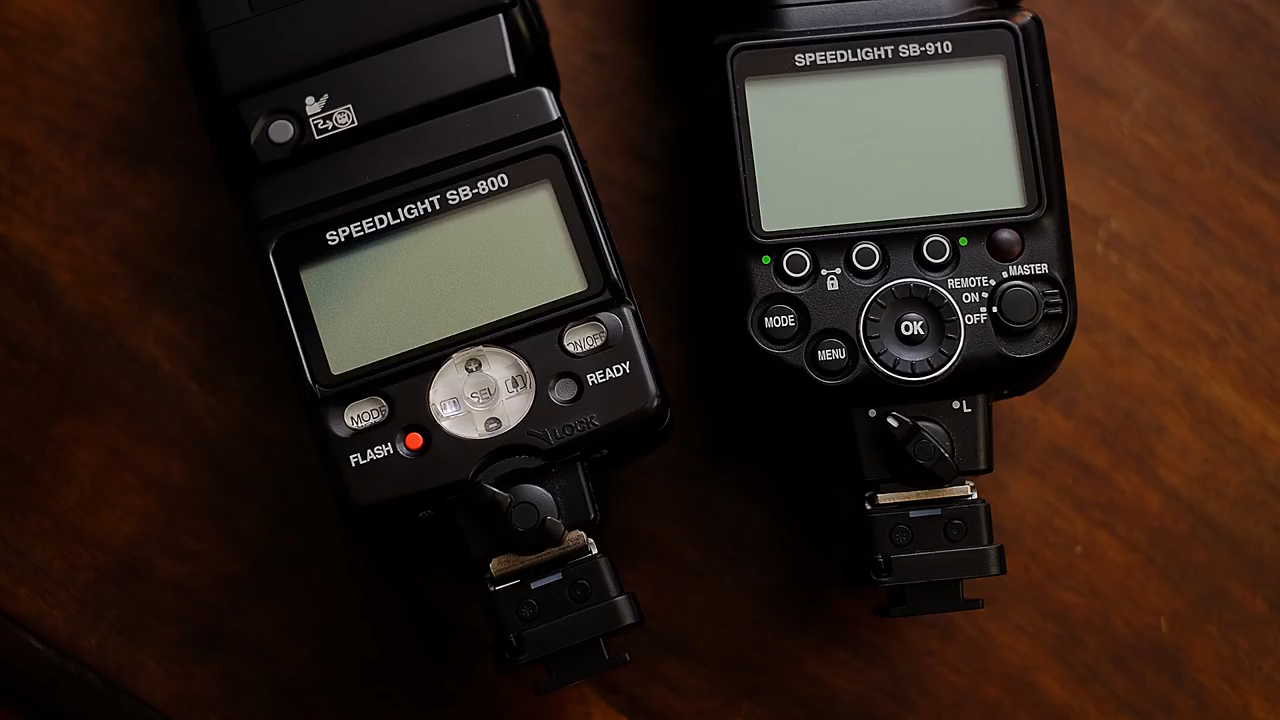 SPEEDLIGHT SB-800
ON/OFF
SEL
READY
MODE
LOCK
FLASH
SPEEDLIGHT SB-910
MASTER
REMOTE
ON
OFF
MODE
OK
MENU
L